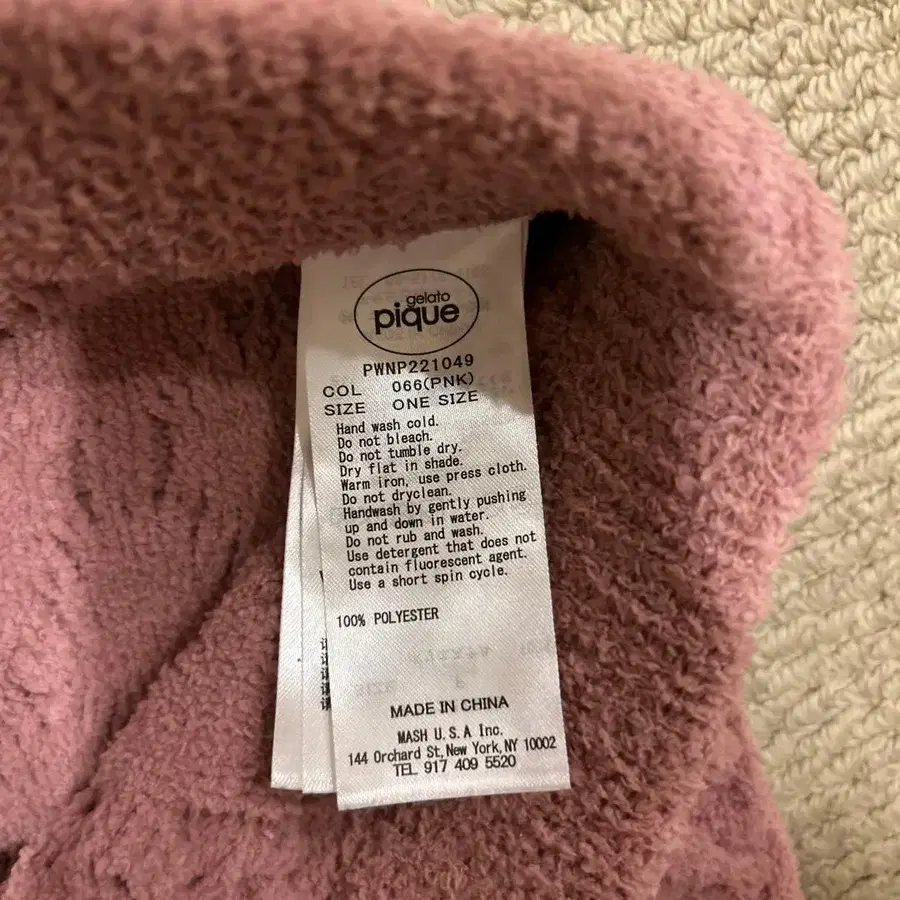 gelato
pique
PWNP221049
COL 066(PNK)
SIZE ONE SIZE
Hand wash cold.
Do not bleach.
Do not tumble dry.
Dry flat in shade.
Warm iron, use press cloth.
Do not dryclean.
Handwash by gently pushing
up and down in water.
Do not rub and wash.
Use detergent that does not
contain fluorescent agent.
Use a short spin cycle.
100% POLYESTER
MADE IN CHINA
MASH U.S.A Inc.
144 Orchard St, New York, NY 10002
TEL 917 409 5520